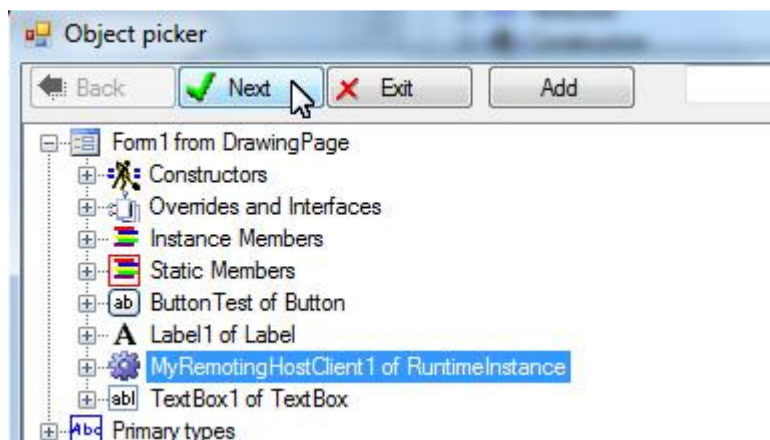 Object picker
Back Next Exit Add
Form1 from DrawingPage
Constructors
Overrides and Interfaces
Instance Members
Static Members
ab ButtonTest of Button
A Label1 of Label
MyRemotingHostClient1 of RuntimeInstance
abl TextBox1 of TextBox
Abc Primary types